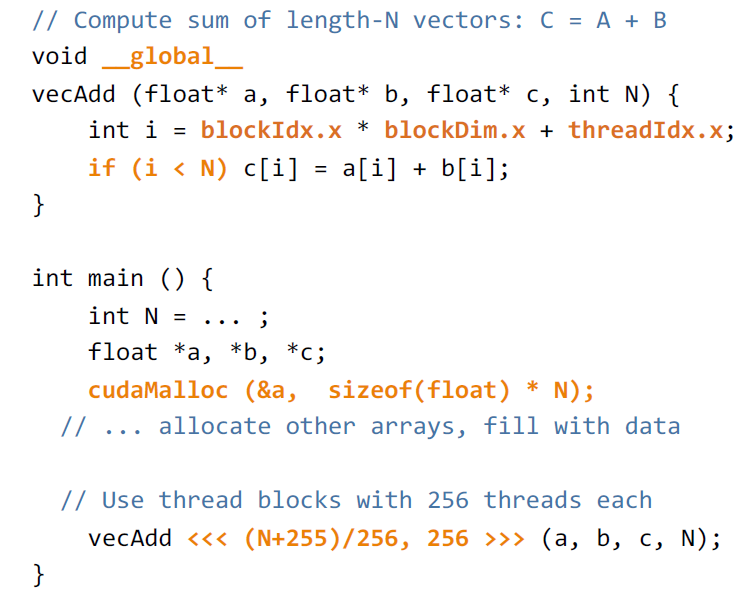 // Compute sum of length-N vectors: C = A + B
void __global__
vecAdd (float* a, float* b, float* c, int N) {
    int i = blockIdx.x * blockDim.x + threadIdx.x;
    if (i < N) c[i] = a[i] + b[i];
}

int main () {
    int N = ... ;
    float *a, *b, *c;
    cudaMalloc (&a,  sizeof(float) * N);
  // ... allocate other arrays, fill with data

  // Use thread blocks with 256 threads each
    vecAdd <<< (N+255)/256, 256 >>> (a, b, c, N);
}